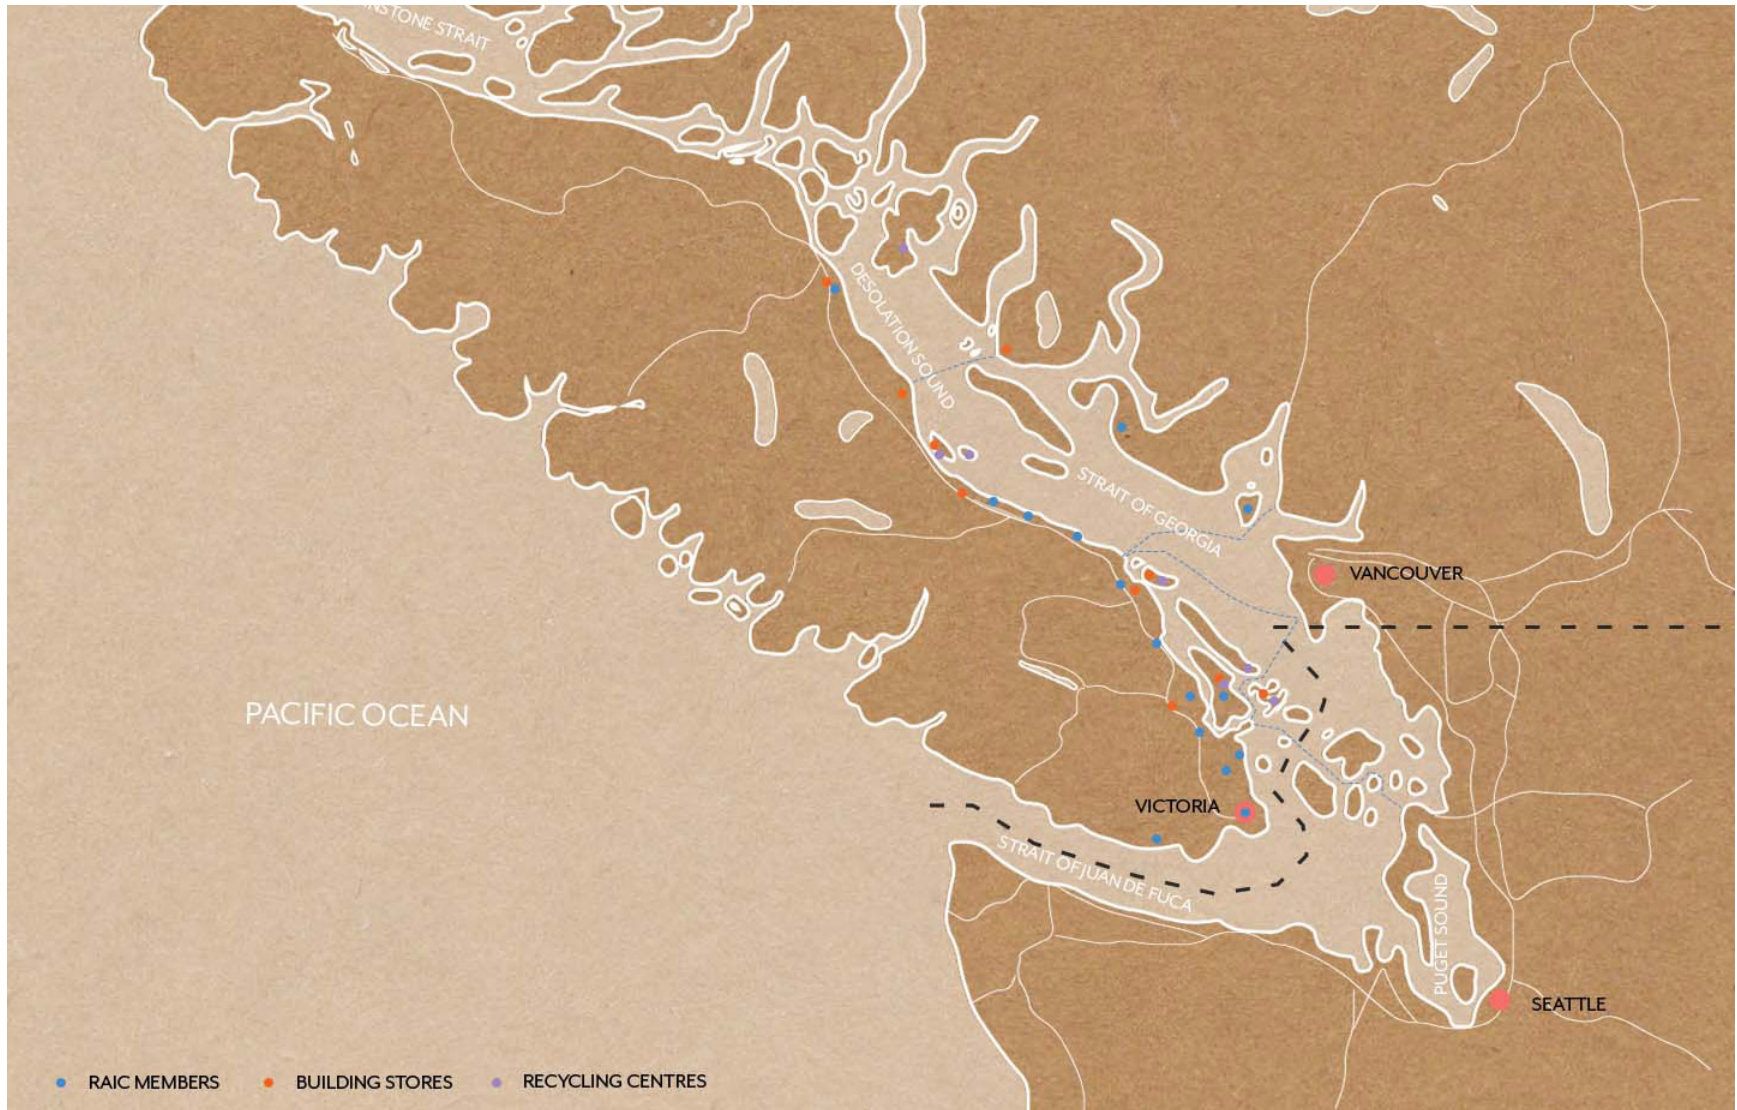 NSTONE STRAIT
DESOLATION SOUND
STRAIT OF GEORGIA
VANCOUVER
PACIFIC OCEAN
VICTORIA
STRAIT OF JUAN DE FUCA
PUGET SOUND
SEATTLE
RAIC MEMBERS
BUILDING STORES
RECYCLING CENTRES